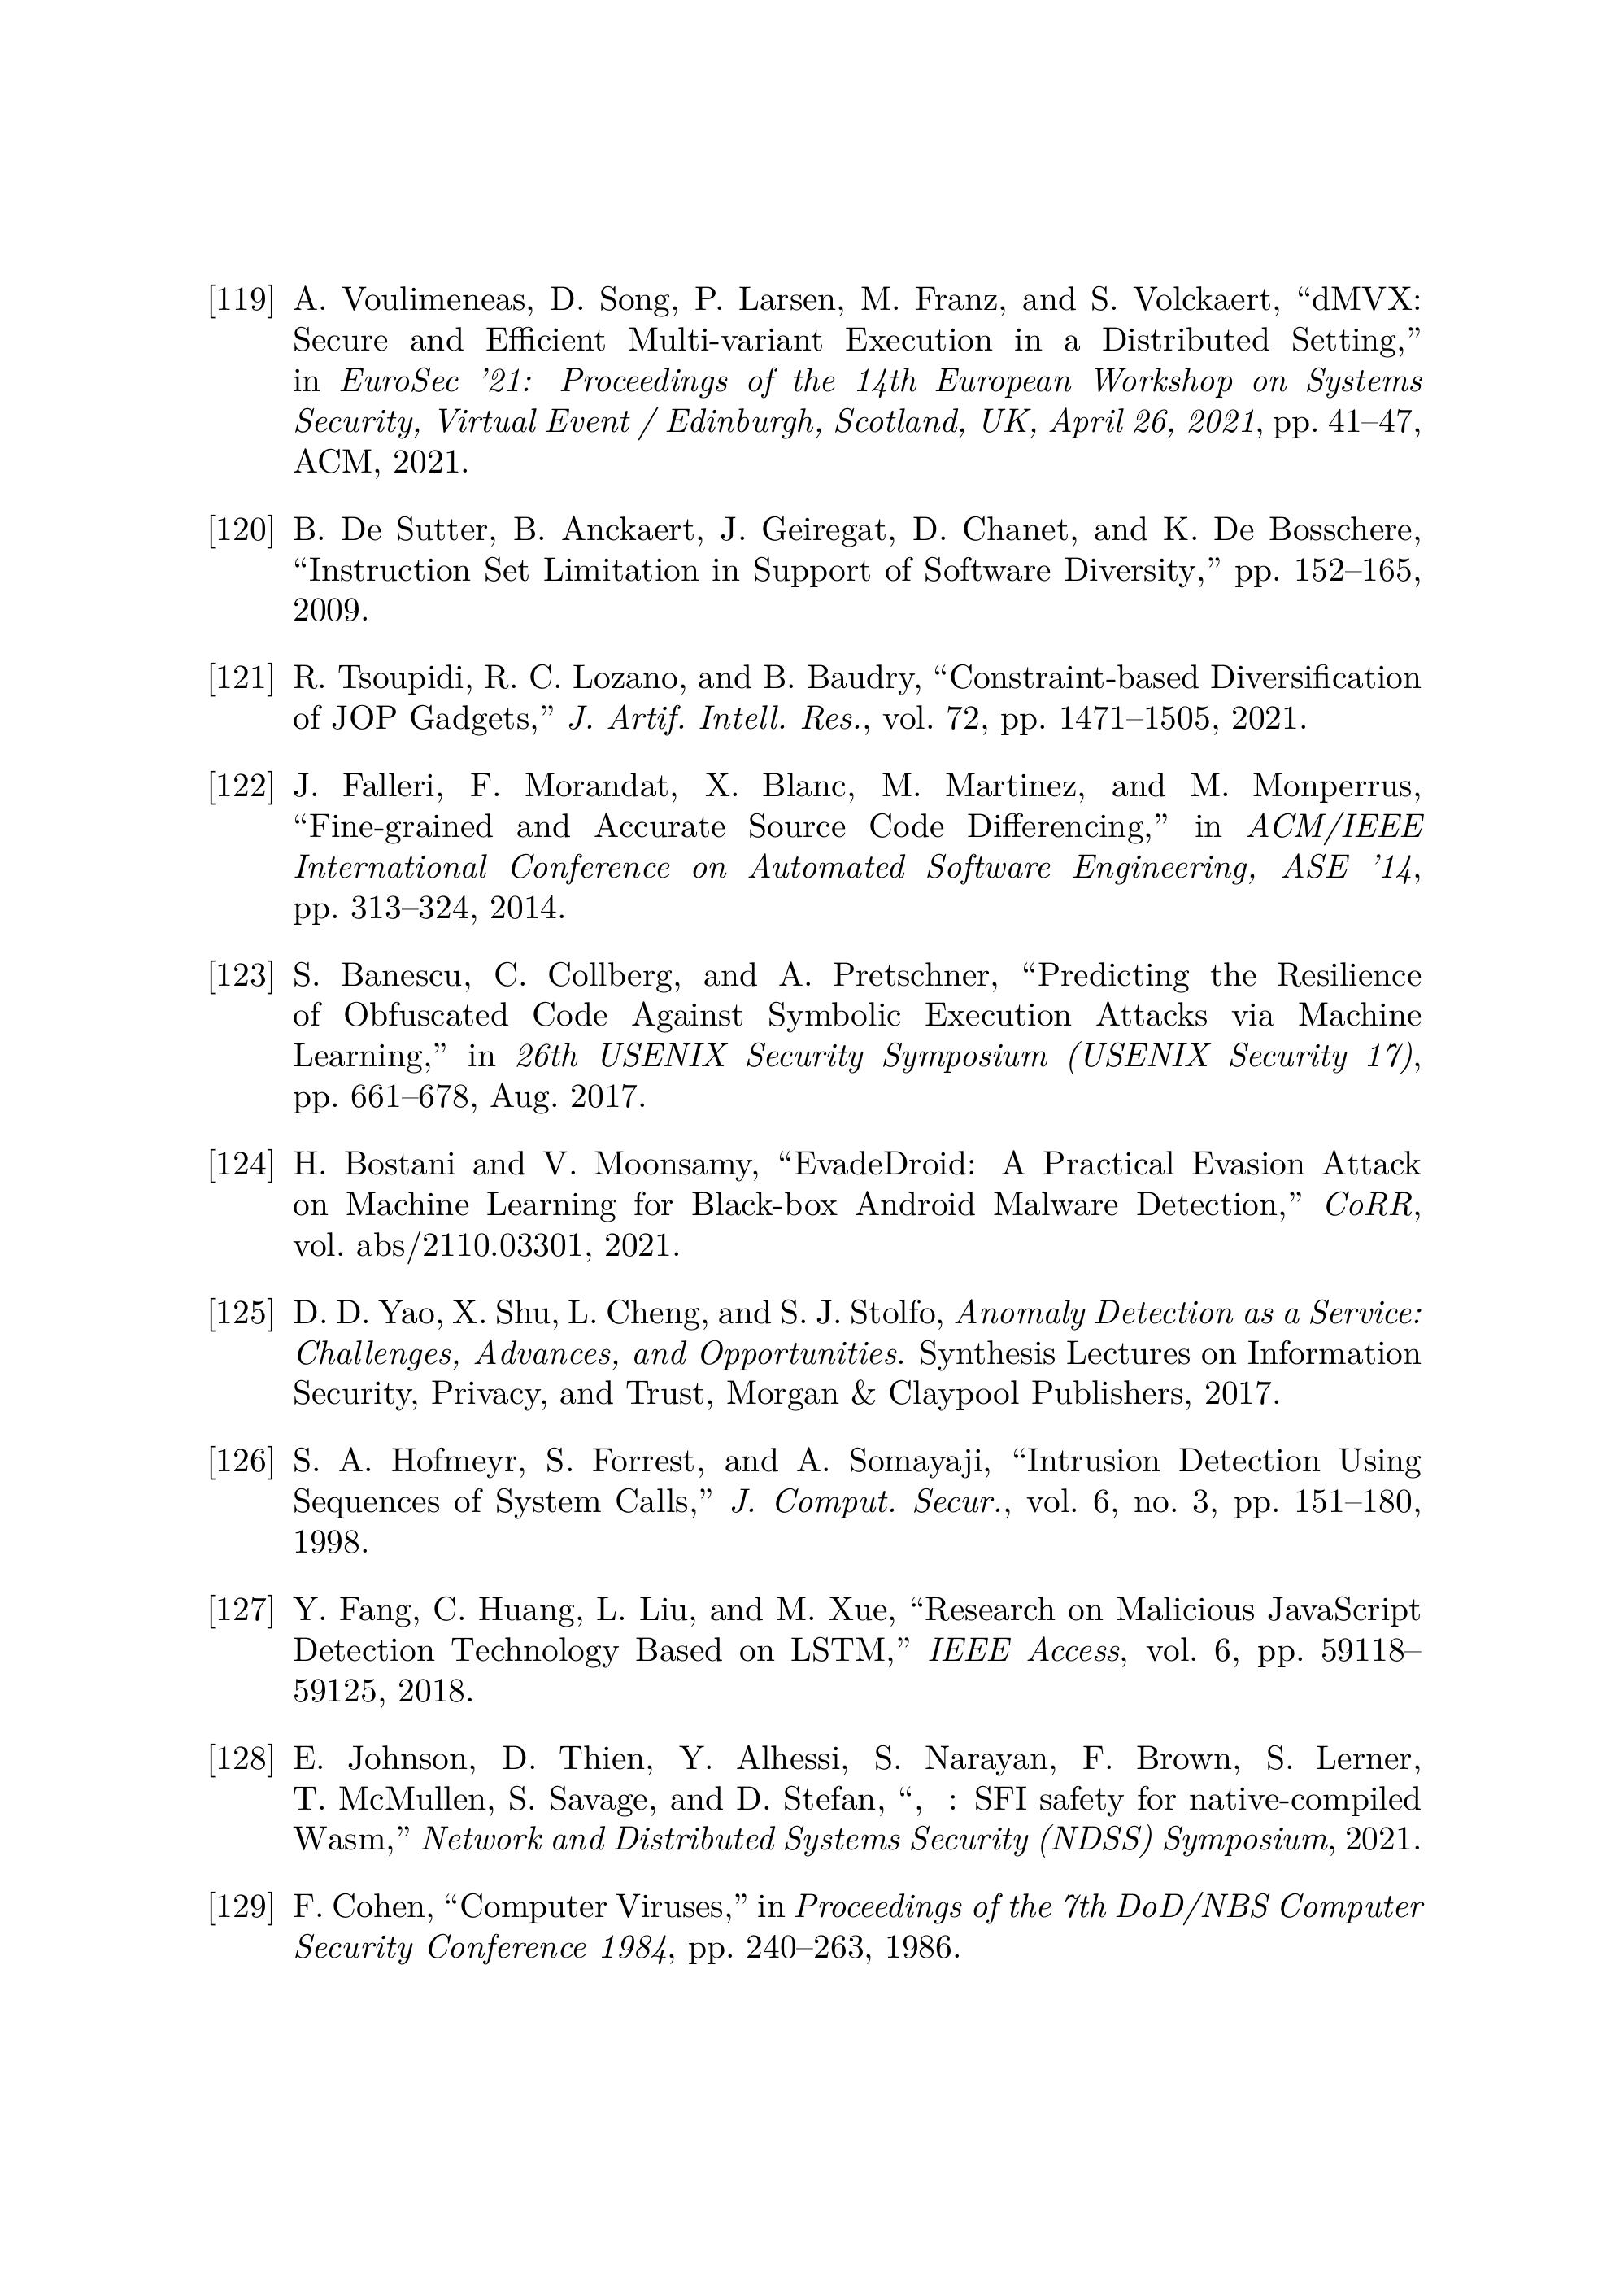 [119] A. Voulimeneas, D. Song, P. Larsen, M. Franz, and S. Volckaert, “dMVX:
Secure and Efficient Multi-variant Execution in a Distributed Setting,”
in EuroSec ’21: Proceedings of the 14th European Workshop on Systems
Security, Virtual Event / Edinburgh, Scotland, UK, April 26, 2021, pp. 41–47,
ACM, 2021.
[120] B. De Sutter, B. Anckaert, J. Geiregat, D. Chanet, and K. De Bosschere,
“Instruction Set Limitation in Support of Software Diversity,” pp. 152–165,
2009.
[121] R. Tsoupidi, R. C. Lozano, and B. Baudry, “Constraint-based Diversification
of JOP Gadgets,” J. Artif. Intell. Res., vol. 72, pp. 1471–1505, 2021.
[122] J. Falleri, F. Morandat, X. Blanc, M. Martinez, and M. Monperrus,
“Fine-grained and Accurate Source Code Differencing,” in ACM/IEEE
International Conference on Automated Software Engineering, ASE ’14,
pp. 313–324, 2014.
[123] S. Banescu, C. Collberg, and A. Pretschner, “Predicting the Resilience
of Obfuscated Code Against Symbolic Execution Attacks via Machine
Learning,” in 26th USENIX Security Symposium (USENIX Security 17),
pp. 661–678, Aug. 2017.
[124] H. Bostani and V. Moonsamy, “EvadeDroid: A Practical Evasion Attack
on Machine Learning for Black-box Android Malware Detection,” CoRR,
vol. abs/2110.03301, 2021.
[125] D. D. Yao, X. Shu, L. Cheng, and S. J. Stolfo, Anomaly Detection as a Service:
Challenges, Advances, and Opportunities. Synthesis Lectures on Information
Security, Privacy, and Trust, Morgan & Claypool Publishers, 2017.
[126] S. A. Hofmeyr, S. Forrest, and A. Somayaji, “Intrusion Detection Using
Sequences of System Calls,” J. Comput. Secur., vol. 6, no. 3, pp. 151–180,
1998.
[127] Y. Fang, C. Huang, L. Liu, and M. Xue, “Research on Malicious JavaScript
Detection Technology Based on LSTM,” IEEE Access, vol. 6, pp. 59118–
59125, 2018.
[128] E. Johnson, D. Thien, Y. Alhessi, S. Narayan, F. Brown, S. Lerner,
T. McMullen, S. Savage, and D. Stefan, “, : SFI safety for native-compiled
Wasm,” Network and Distributed Systems Security (NDSS) Symposium, 2021.
[129] F. Cohen, “Computer Viruses,” in Proceedings of the 7th DoD/NBS Computer
Security Conference 1984, pp. 240–263, 1986.